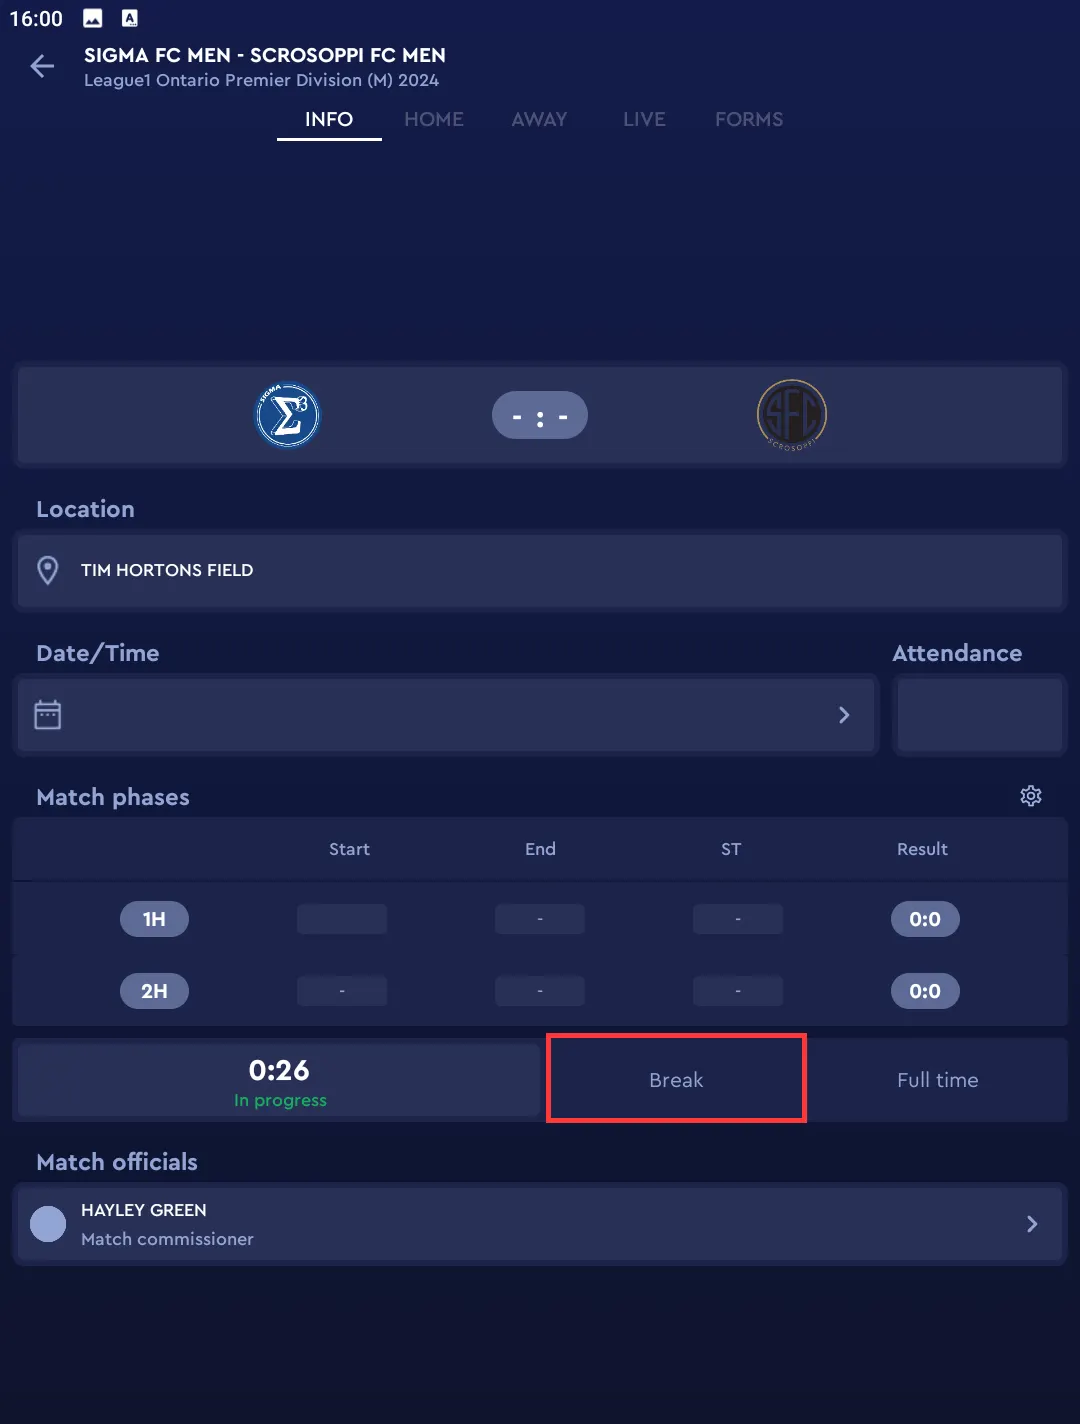 16:00
SIGMA FC MEN - SCROSOPPI FC MEN
League1 Ontario Premier Division (M) 2024
INFO HOME AWAY LIVE FORMS
SIGMA
- : -
SFC
SCROSOPPI
Location
TIM HORTONS FIELD
Date/Time Attendance
Match phases
Start End ST Result
1H - - 0:0
2H - - - 0:0
0:26
In progress
Break
Full time
Match officials
HAYLEY GREEN
Match commissioner